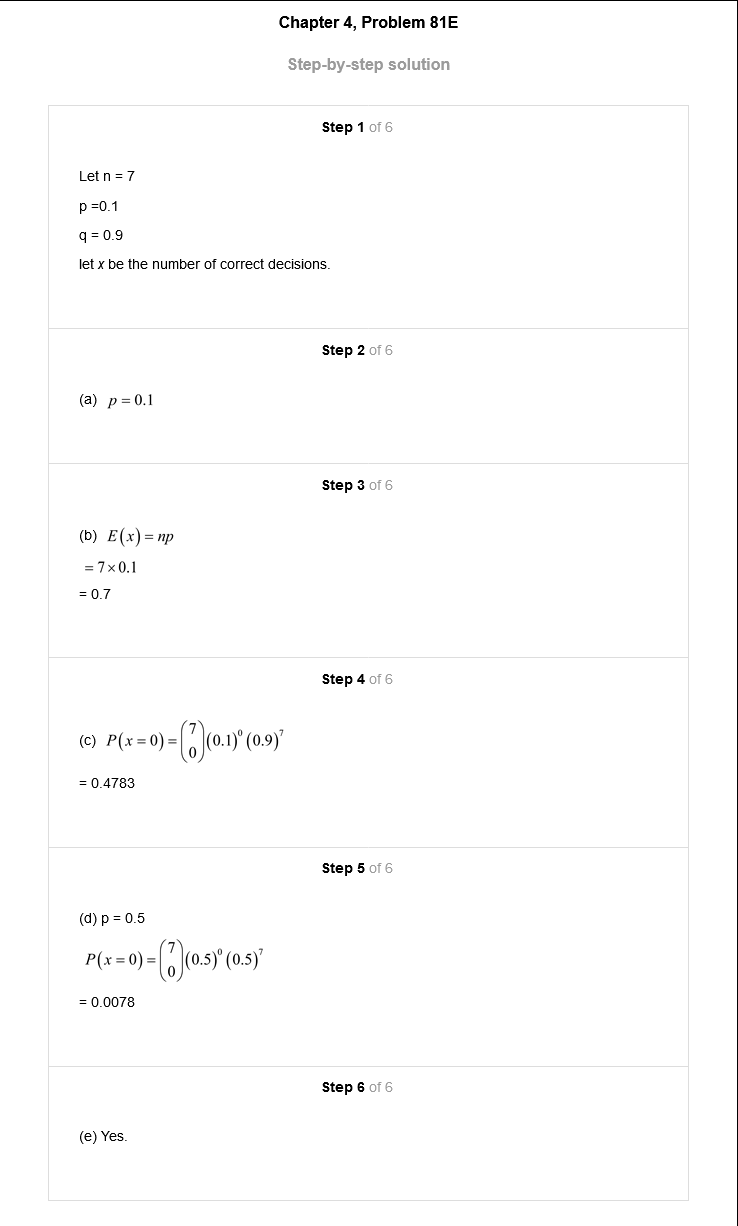 Chapter 4, Problem 81E
Step-by-step solution
Step 1 of 6
Let n = 7
p =0.1
q = 0.9
let x be the number of correct decisions.
Step 2 of 6
(a) p = 0.1
Step 3 of 6
(b) E(x) = np
= 7 × 0.1
= 0.7
Step 4 of 6
(c) P(x = 0) = (7 0)(0.1)⁰(0.9)⁷
= 0.4783
Step 5 of 6
(d) p = 0.5
P(x = 0) = (7 0)(0.5)⁰(0.5)⁷
= 0.0078
Step 6 of 6
(e) Yes.